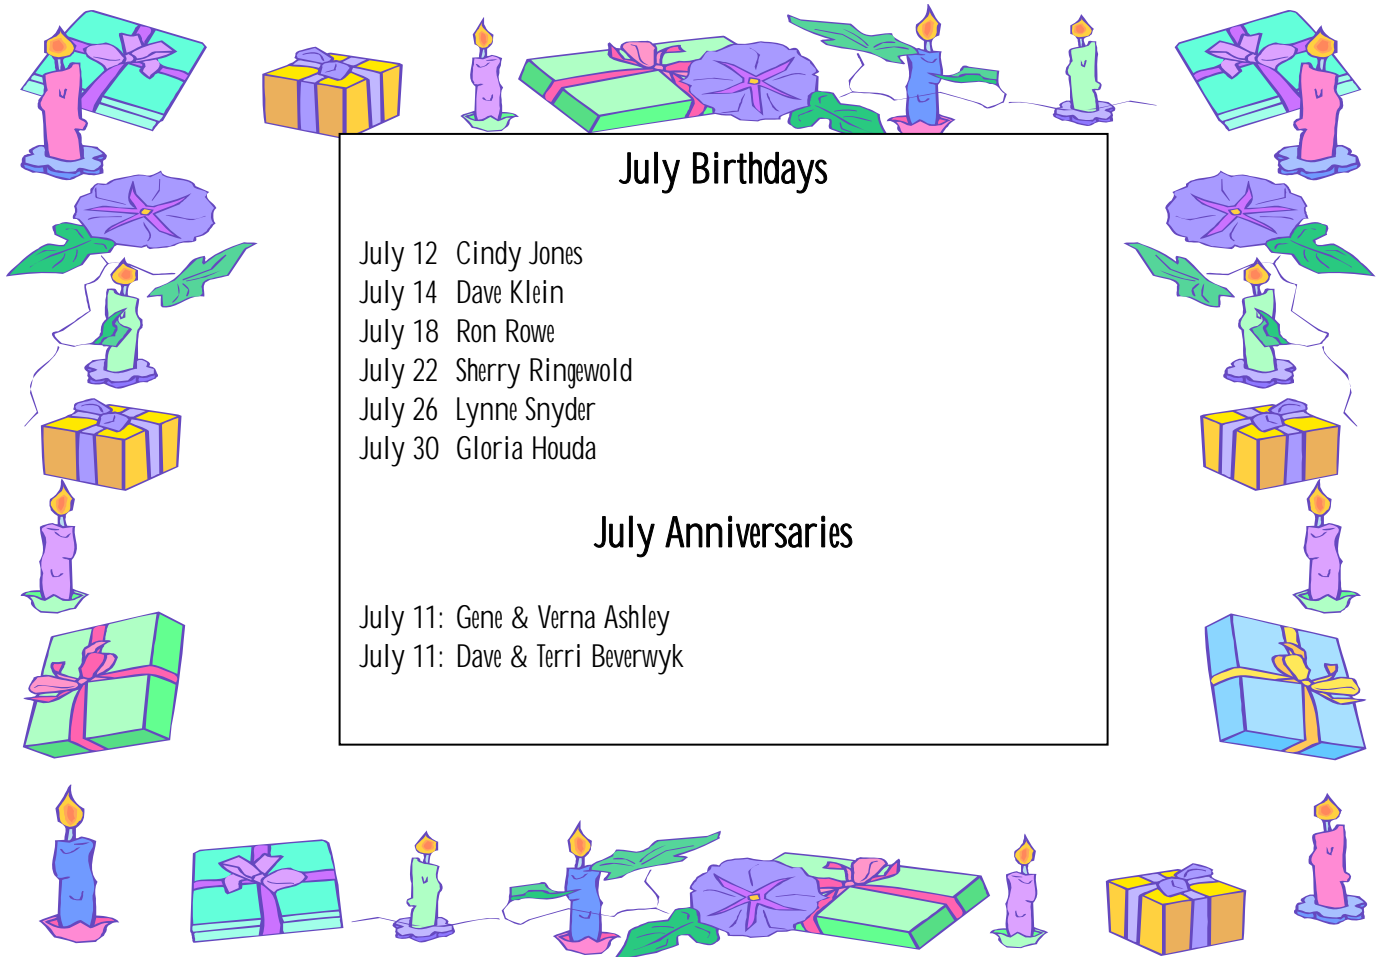 July Birthdays
July 12 Cindy Jones
July 14 Dave Klein
July 18 Ron Rowe
July 22 Sherry Ringewold
July 26 Lynne Snyder
July 30 Gloria Houda
July Anniversaries
July 11: Gene & Verna Ashley
July 11: Dave & Terri Beverwyk